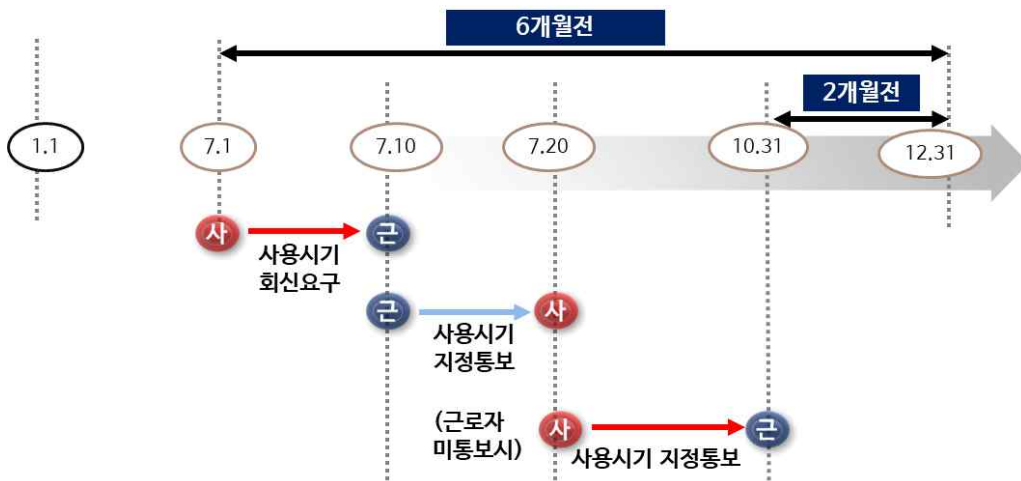 6개월전
2개월전
1.1
7.1
7.10
7.20
10.31
12.31
사
근
사용시기
회신요구
근
사
사용시기
지정통보
(근로자
미통보시)
사
근
사용시기 지정통보